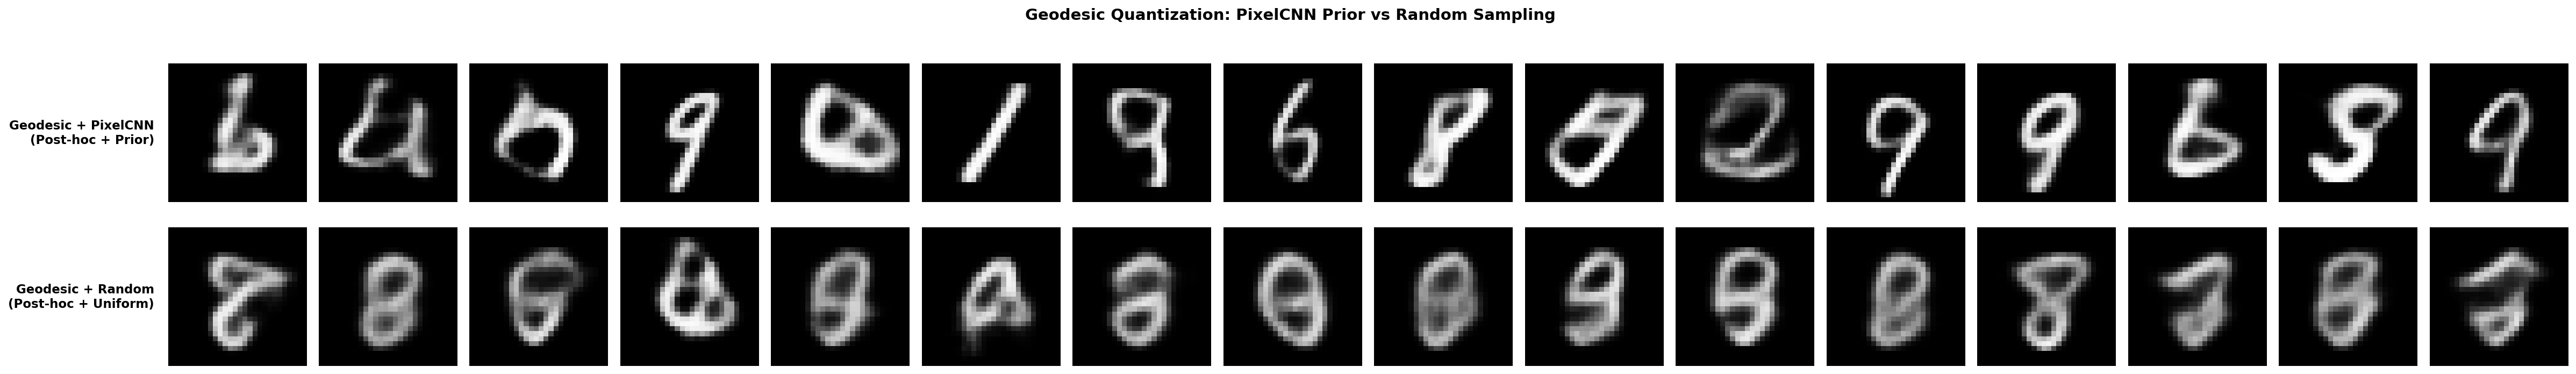 Geodesic Quantization: PixelCNN Prior vs Random Sampling
Geodesic + PixelCNN
(Post-hoc + Prior)
Geodesic + Random
(Post-hoc + Uniform)